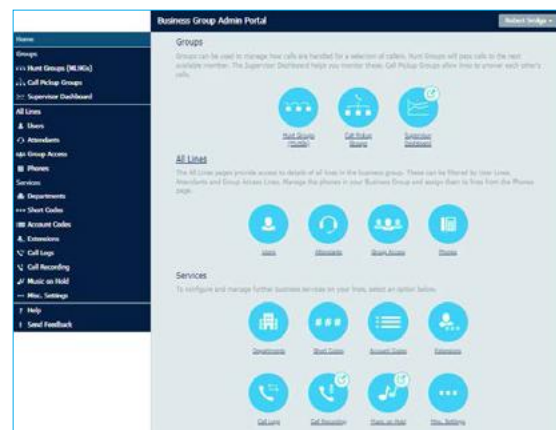 Business Group Admin Portal
Robert Smilga
Home
Groups
Hunt Groups (MLHGs)
Call Pickup Groups
Supervisor Dashboard
All Lines
Users
Attendants
Group Access
Phones
Services
Departments
Short Codes
Account Codes
Extensions
Call Logs
Call Recording
Music on Hold
Misc. Settings
Help
Send Feedback
Groups
Groups can be used to manage how calls are handled for a selection of callers. Hunt Groups will pass calls to the next
available member. The Supervisor Dashboard helps you monitor these. Call Pickup Groups allow lines to answer each other's
calls.
Hunt Groups
(MLHGs)
Call Pickup
Groups
Supervisor
Dashboard
All Lines
The All Lines pages provide access to details of all lines in the business group. These can be filtered by User Lines,
Attendants and Group Access Lines. Manage the phones in your Business Group and assign them to lines from the Phones
page.
Users
Attendants
Group Access
Phones
Services
To configure and manage further business services on your lines, select an option below.
Departments
Short Codes
Account Codes
Extensions
Call Logs
Call Recording
Music on Hold
Misc. Settings